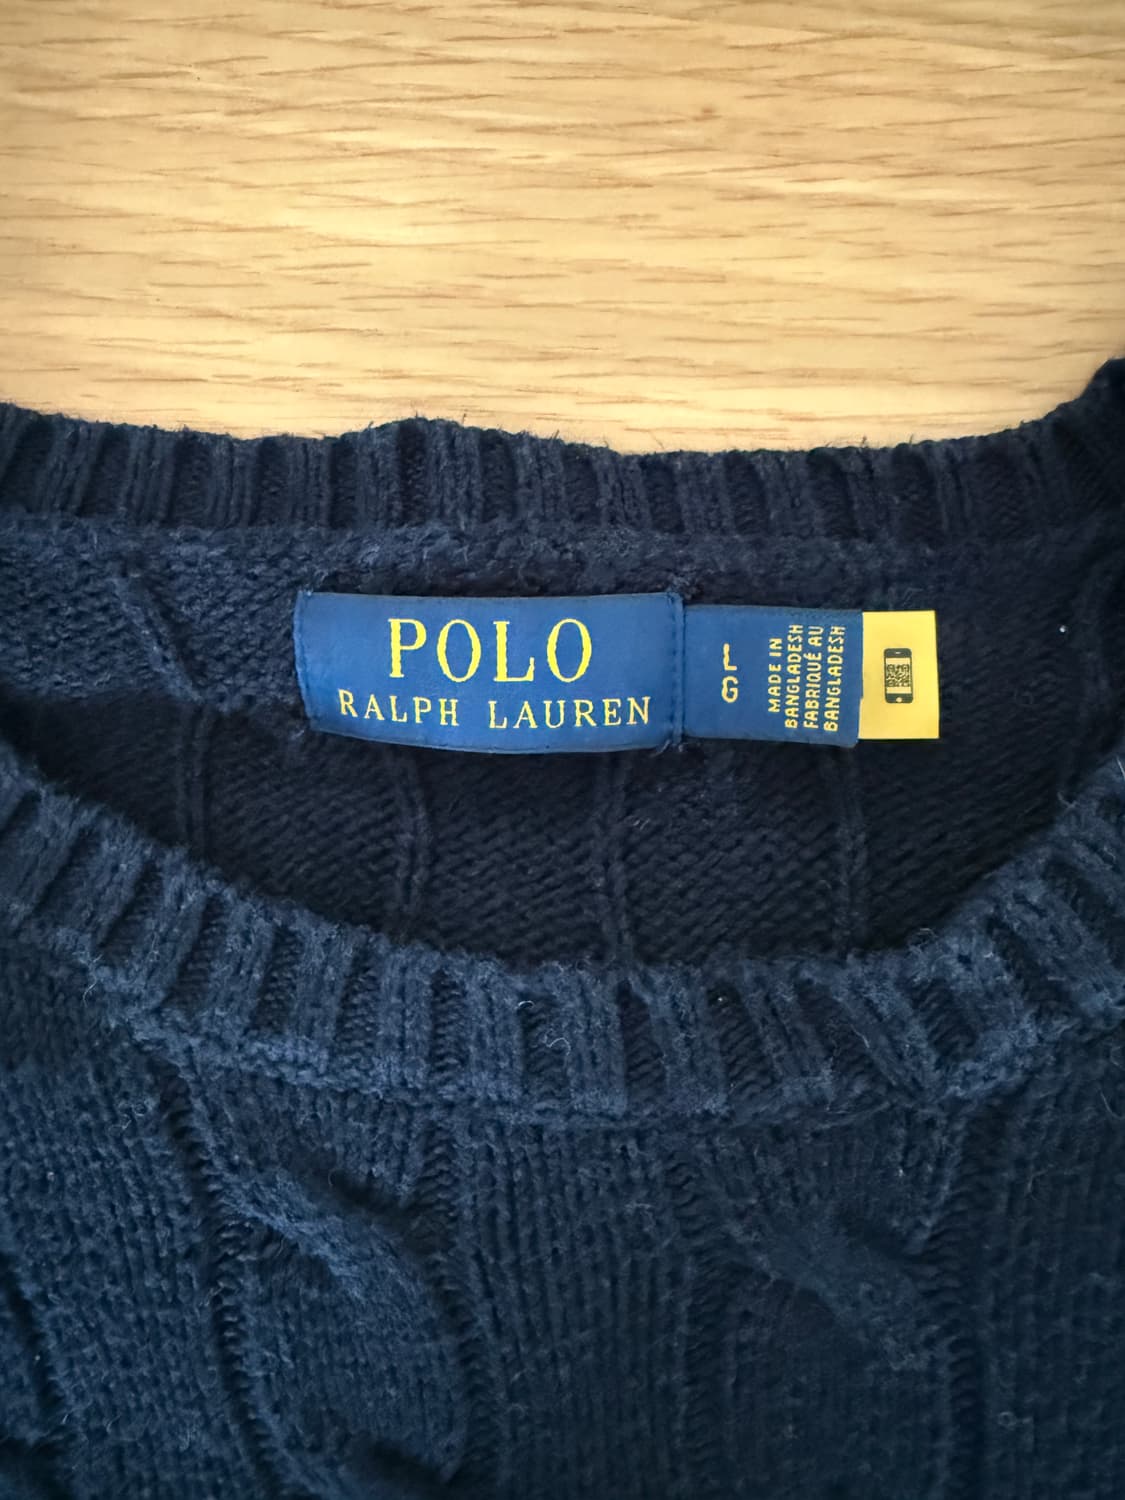 POLO
RALPH LAUREN
L
G
MADE IN
BANGLADESH
FABRIQUÉ AU
BANGLADESH